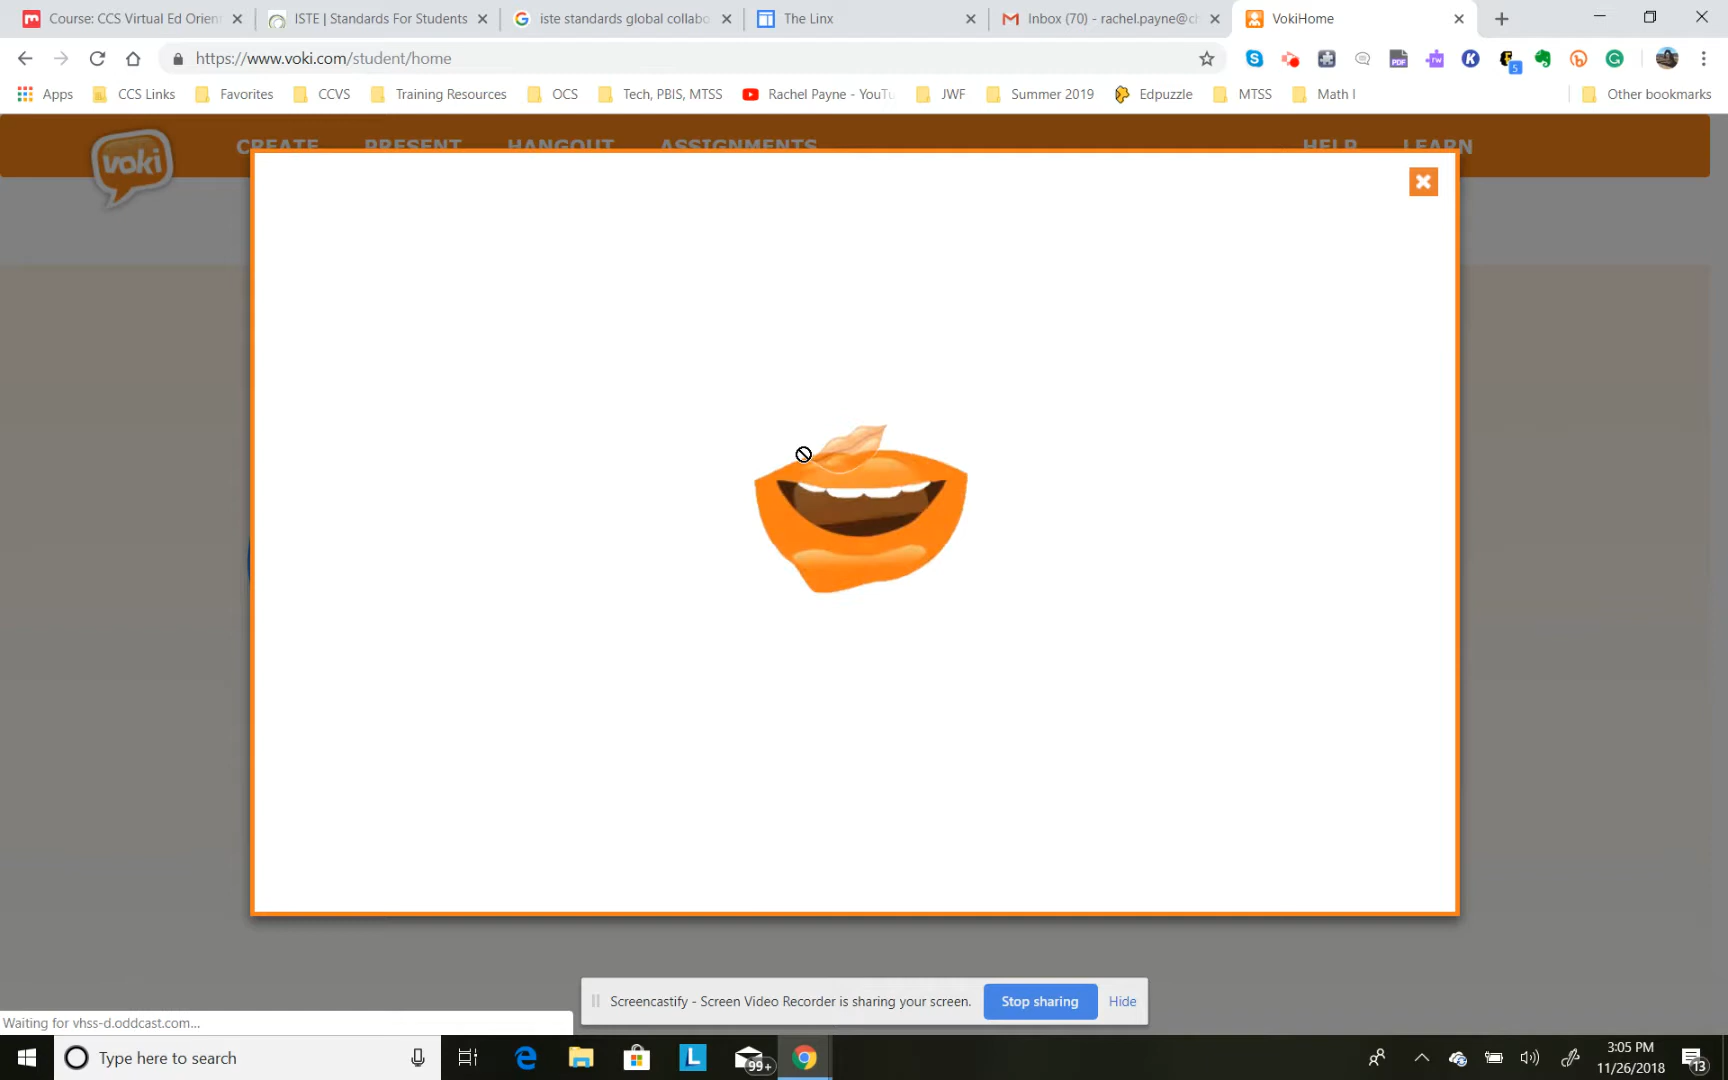 Course: CCS Virtual Ed Orien
ISTE | Standards For Students
iste standards global collabo
The Linx
Inbox (70) - rachel.payne@c
VokiHome
https://www.voki.com/student/home
Apps
CCS Links
Favorites
CCVS
Training Resources
OCS
Tech, PBIS, MTSS
Rachel Payne - YouTu
JWF
Summer 2019
Edpuzzle
MTSS
Math I
Other bookmarks
voki
CREATE
PRESENT
HANGOUT
ASSIGNMENTS
HELP
LEARN
Screencastify - Screen Video Recorder is sharing your screen.
Stop sharing
Hide
Waiting for vhss-d.oddcast.com...
Type here to search
99+
3:05 PM
11/26/2018
13